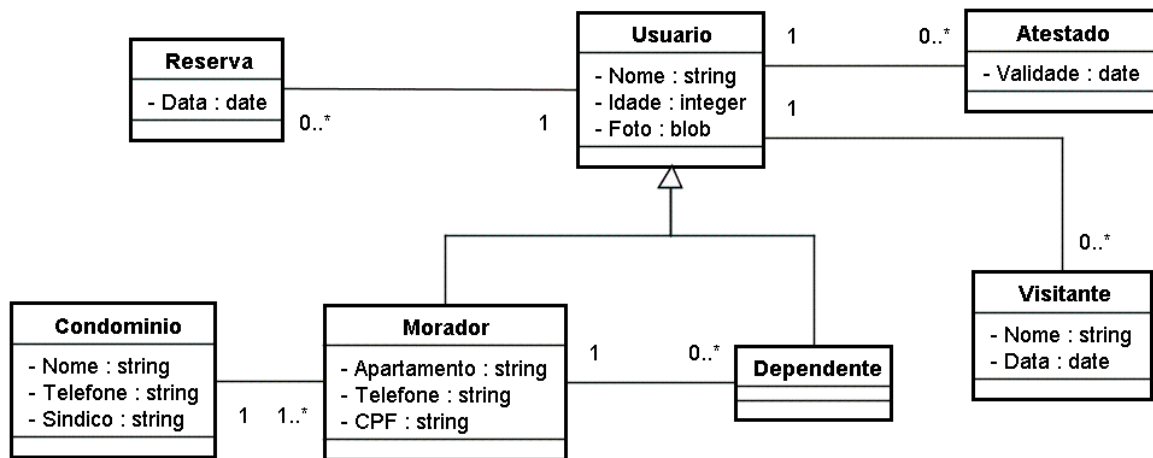 Reserva
- Data : date
0..*
1
Usuario
- Nome : string
- Idade : integer
- Foto : blob
1
0..*
Atestado
- Validade : date
1
0..*
Visitante
- Nome : string
- Data : date
Condominio
- Nome : string
- Telefone : string
- Sindico : string
1
1..*
Morador
- Apartamento : string
- Telefone : string
- CPF : string
1
0..*
Dependente